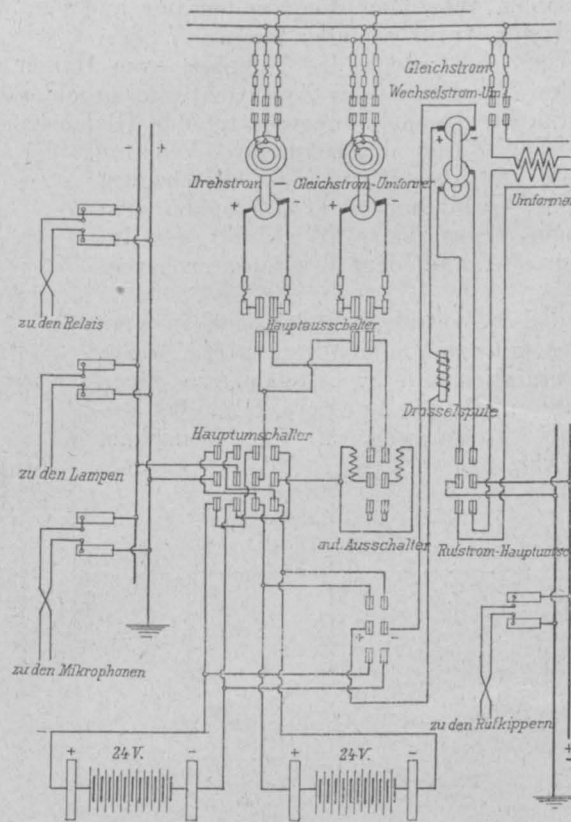 Gleichstrom
Wechselstrom-Um
- +
+ -
Drehstrom — Gleichstrom-Umformer
+ - + -
Umformer
zu den Relais
Hauptausschalter
Drosselspule
Hauptumschalter
zu den Lampen
aut. Ausschalter
Rufstrom-Hauptumsc
+ -
zu den Mikrophonen
zu den Rufkippern
+ 24 V. - + 24 V. -
+